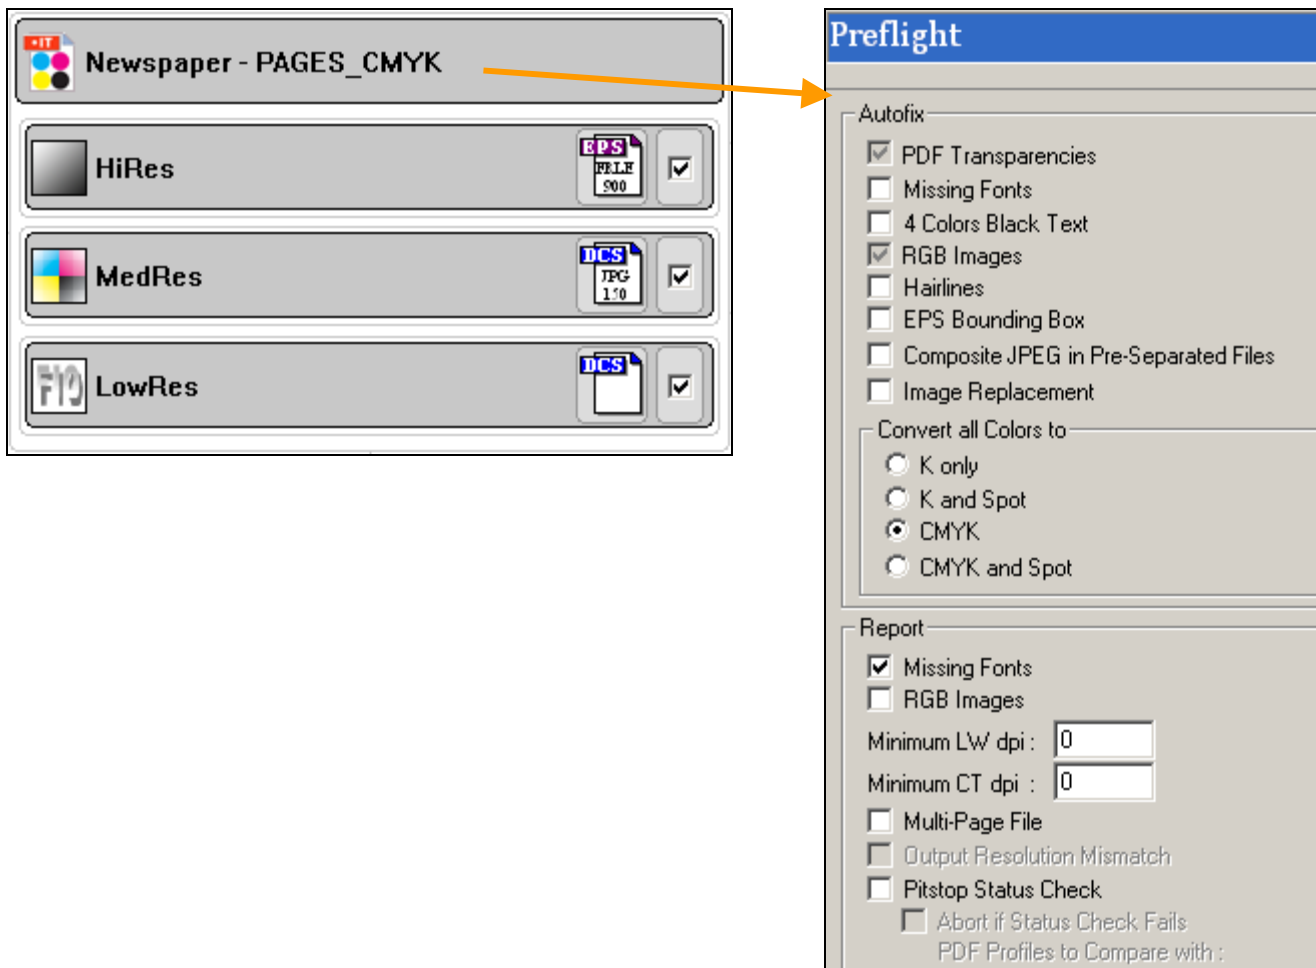 •IT
Newspaper - PAGES_CMYK
HiRes
EPS
FRLE
900
MedRes
DCS
JPG
150
LowRes
DCS
Preflight
Autofix
PDF Transparencies
Missing Fonts
4 Colors Black Text
RGB Images
Hairlines
EPS Bounding Box
Composite JPEG in Pre-Separated Files
Image Replacement
Convert all Colors to
K only
K and Spot
CMYK
CMYK and Spot
Report
Missing Fonts
RGB Images
Minimum LW dpi : 0
Minimum CT dpi : 0
Multi-Page File
Output Resolution Mismatch
Pitstop Status Check
Abort if Status Check Fails
PDF Profiles to Compare with :